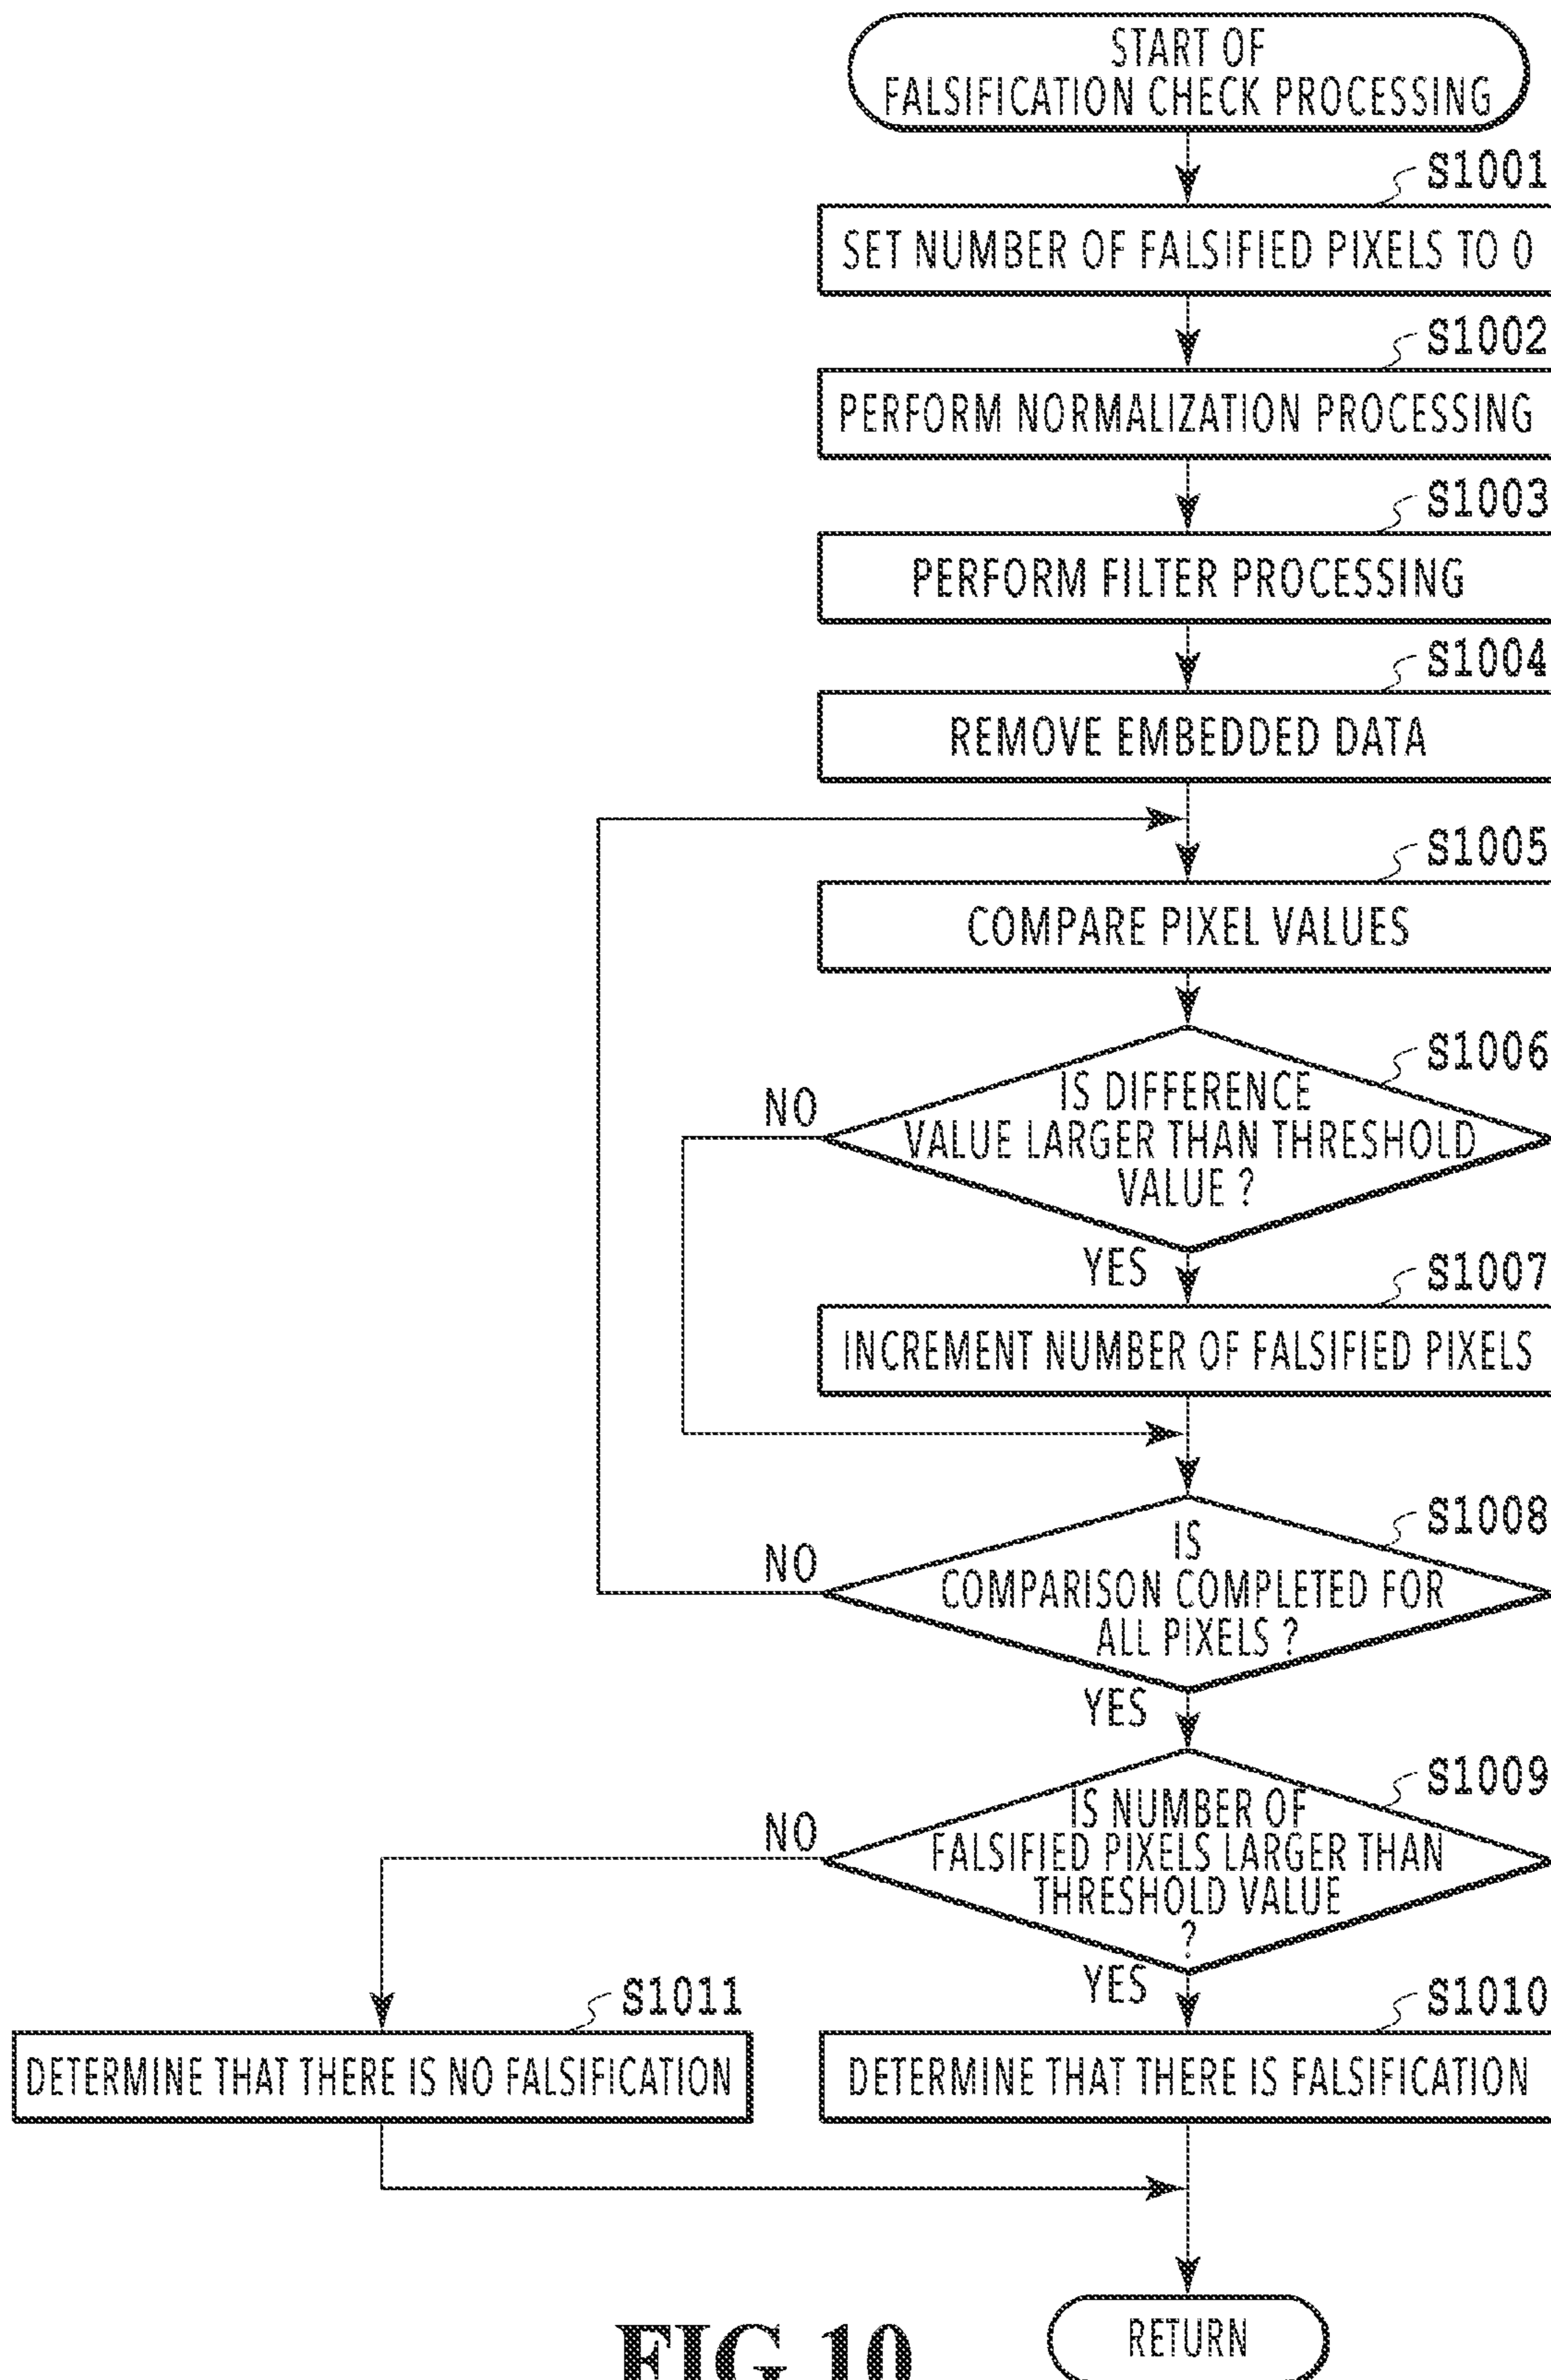 START OF
FALSIFICATION CHECK PROCESSING
S1001
SET NUMBER OF FALSIFIED PIXELS TO 0
S1002
PERFORM NORMALIZATION PROCESSING
S1003
PERFORM FILTER PROCESSING
S1004
REMOVE EMBEDDED DATA
S1005
COMPARE PIXEL VALUES
S1006
IS DIFFERENCE
VALUE LARGER THAN THRESHOLD
VALUE ?
NO
YES
S1007
INCREMENT NUMBER OF FALSIFIED PIXELS
S1008
IS
COMPARISON COMPLETED FOR
ALL PIXELS ?
NO
YES
S1009
IS NUMBER OF
FALSIFIED PIXELS LARGER THAN
THRESHOLD VALUE
?
NO
YES
S1011
DETERMINE THAT THERE IS NO FALSIFICATION
S1010
DETERMINE THAT THERE IS FALSIFICATION
RETURN
FIG.10